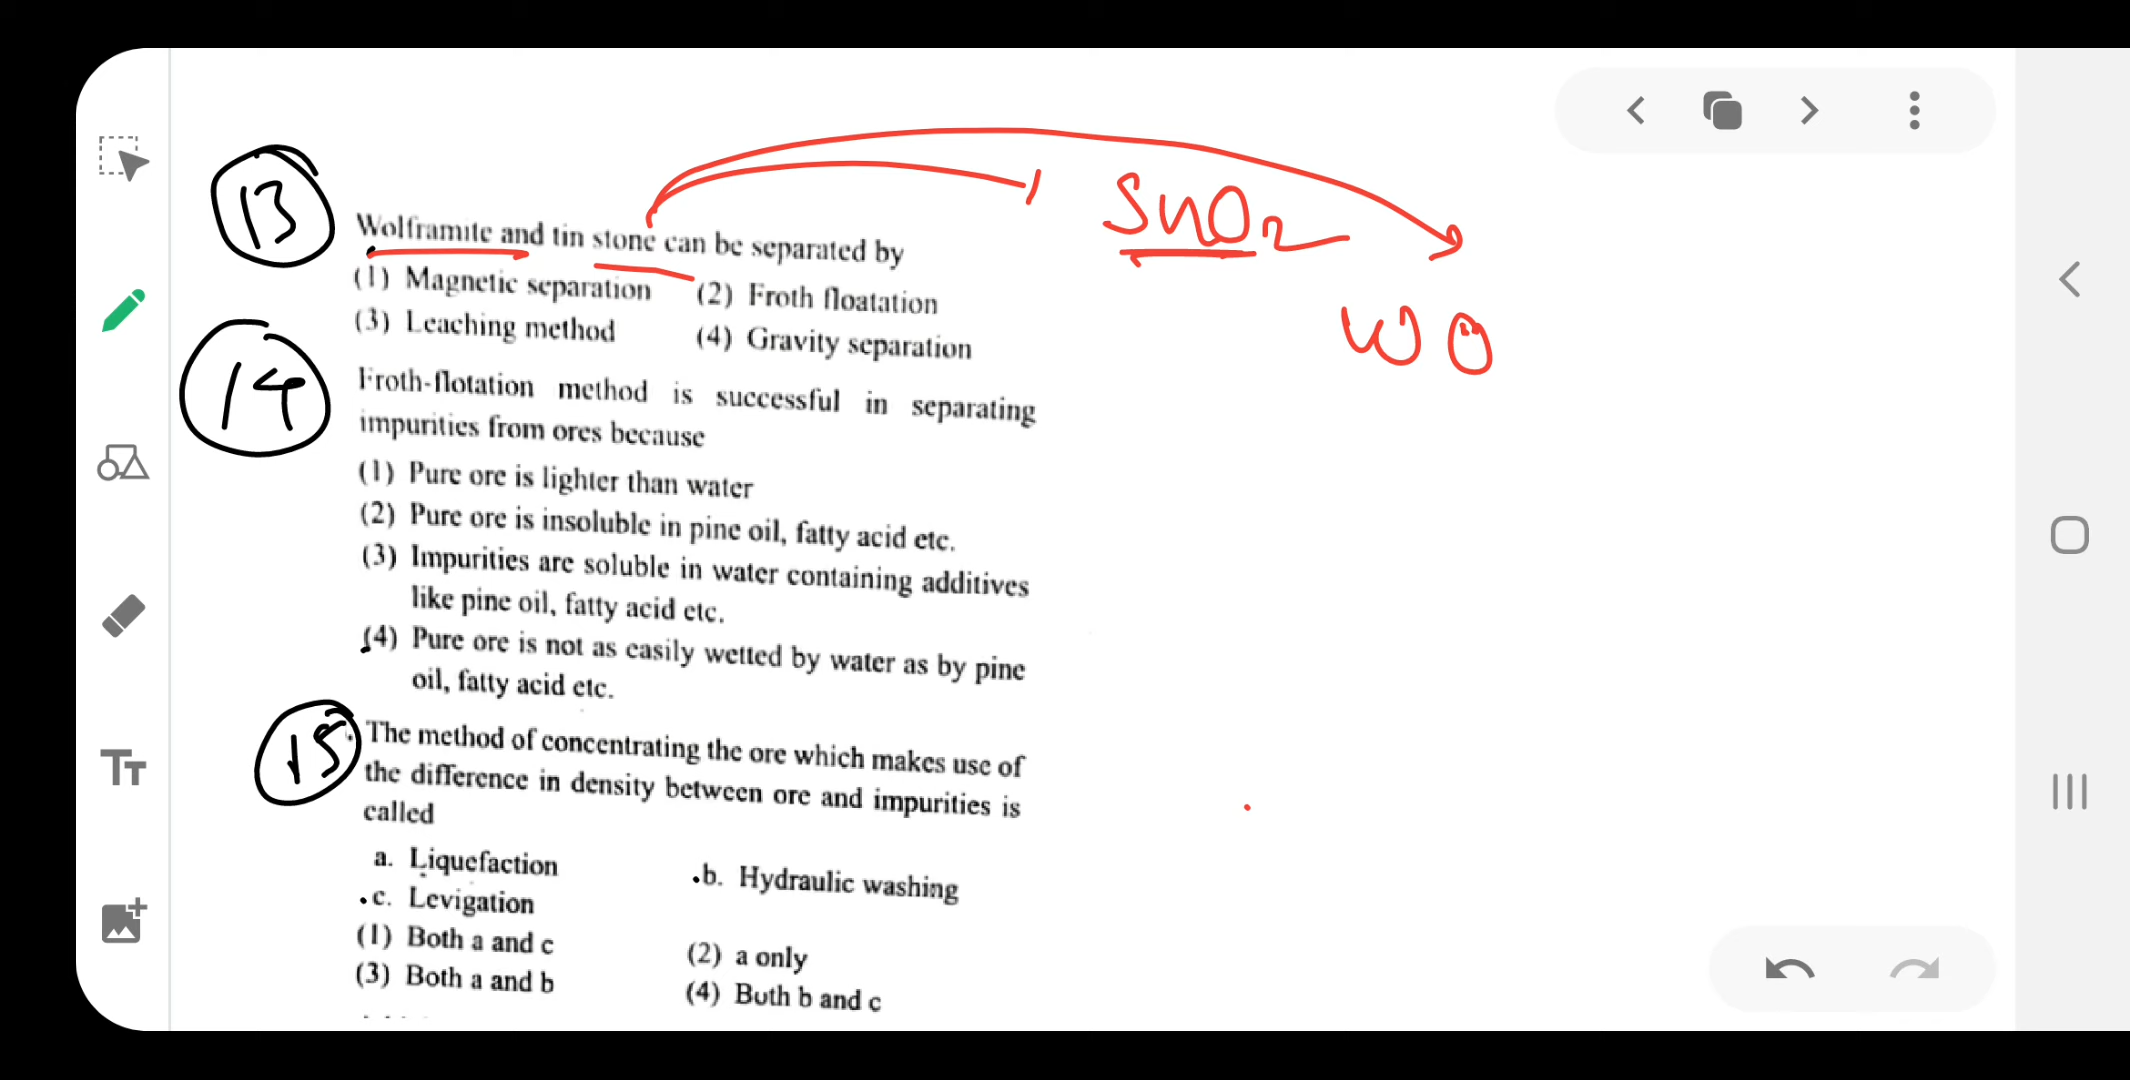 13
Wolframite and tin stone can be separated by
(1) Magnetic separation (2) Froth floatation
(3) Leaching method (4) Gravity separation
SnO2
WO
14
Froth-flotation method is successful in separating
impurities from ores because
(1) Pure ore is lighter than water
(2) Pure ore is insoluble in pine oil, fatty acid etc.
(3) Impurities are soluble in water containing additives
like pine oil, fatty acid etc.
(4) Pure ore is not as easily wetted by water as by pine
oil, fatty acid etc.
15
The method of concentrating the ore which makes use of
the difference in density between ore and impurities is
called
a. Liquefaction b. Hydraulic washing
c. Levigation
(1) Both a and c (2) a only
(3) Both a and b (4) Both b and c
TT